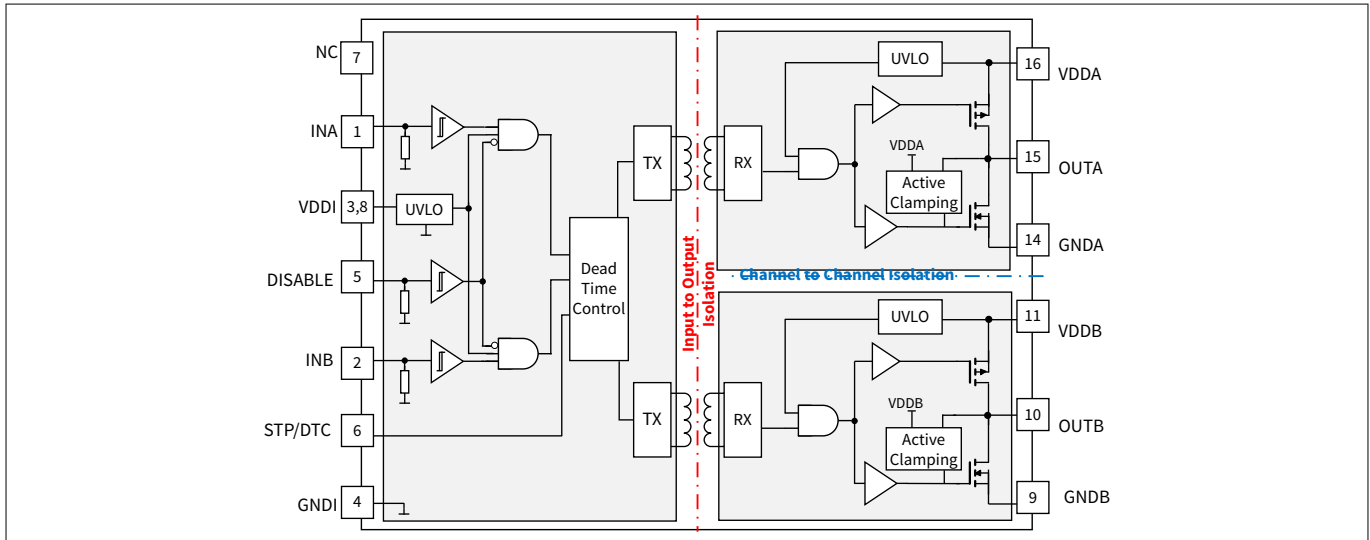 NC
7
INA
1
VDDI
3,8
UVLO
DISABLE
5
INB
2
STP/DTC
6
GNDI
4
Dead
Time
Control
TX
TX
Input to Output
Isolation
RX
UVLO
VDDA
Active
Clamping
16
VDDA
15
OUTA
14
GNDA
Channel to Channel Isolation
RX
UVLO
VDDB
Active
Clamping
11
VDDB
10
OUTB
9
GNDB